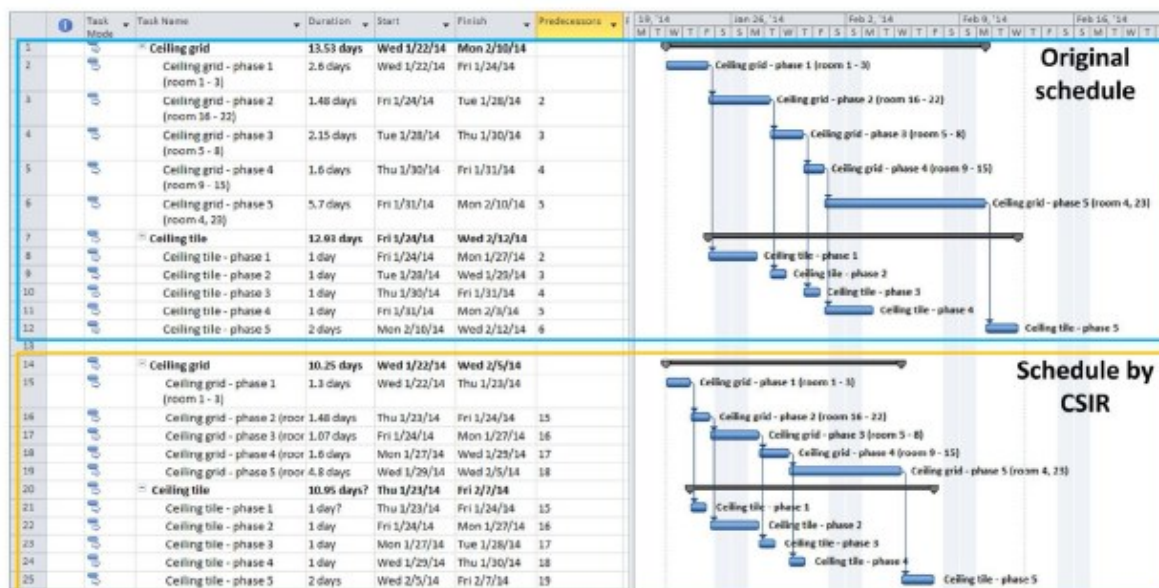 Task Mode Task Name Duration Start Finish Predecessors 19, '14 Jan 26, '14 Feb 2, '14 Feb 9, '14 Feb 16, '14
M T W T F S S M T W T F S S M T W T F S S M T W T F S S M T W T
1 Ceiling grid 13.53 days Wed 1/22/14 Mon 2/10/14
2 Ceiling grid - phase 1 2.6 days Wed 1/22/14 Fri 1/24/14 Ceiling grid - phase 1 (room 1 - 3)
(room 1 - 3)
Original
schedule
3 Ceiling grid - phase 2 1.48 days Fri 1/24/14 Tue 1/28/14 2 Ceiling grid - phase 2 (room 16 - 22)
(room 16 - 22)
4 Ceiling grid - phase 3 2.15 days Tue 1/28/14 Thu 1/30/14 3 Ceiling grid - phase 3 (room 5 - 8)
(room 5 - 8)
5 Ceiling grid - phase 4 1.6 days Thu 1/30/14 Fri 1/31/14 4 Ceiling grid - phase 4 (room 9 - 15)
(room 9 - 15)
6 Ceiling grid - phase 5 5.7 days Fri 1/31/14 Mon 2/10/14 5 Ceiling grid - phase 5 (room 4, 23)
(room 4, 23)
7 Ceiling tile 12.93 days Fri 1/24/14 Wed 2/12/14
8 Ceiling tile - phase 1 1 day Fri 1/24/14 Mon 1/27/14 2 Ceiling tile - phase 1
9 Ceiling tile - phase 2 1 day Tue 1/28/14 Wed 1/29/14 3 Ceiling tile - phase 2
10 Ceiling tile - phase 3 1 day Thu 1/30/14 Fri 1/31/14 4 Ceiling tile - phase 3
11 Ceiling tile - phase 4 1 day Fri 1/31/14 Mon 2/3/14 5 Ceiling tile - phase 4
12 Ceiling tile - phase 5 2 days Mon 2/10/14 Wed 2/12/14 6 Ceiling tile - phase 5
13
14 Ceiling grid 10.25 days Wed 1/22/14 Wed 2/5/14
15 Ceiling grid - phase 1 1.3 days Wed 1/22/14 Thu 1/23/14 Ceiling grid - phase 1 (room 1 - 3)
(room 1 - 3)
Schedule by
CSIR
16 Ceiling grid - phase 2 (roor 1.48 days Thu 1/23/14 Fri 1/24/14 15 Ceiling grid - phase 2 (room 16 - 22)
17 Ceiling grid - phase 3 (roor 1.07 days Fri 1/24/14 Mon 1/27/14 16 Ceiling grid - phase 3 (room 5 - 8)
18 Ceiling grid - phase 4 (roor 1.6 days Mon 1/27/14 Wed 1/29/14 17 Ceiling grid - phase 4 (room 9 - 15)
19 Ceiling grid - phase 5 (roor 4.8 days Wed 1/29/14 Wed 2/5/14 18 Ceiling grid - phase 5 (room 4, 23)
20 Ceiling tile 10.95 days? Thu 1/23/14 Fri 2/7/14
21 Ceiling tile - phase 1 1 day? Thu 1/23/14 Fri 1/24/14 15 Ceiling tile - phase 1
22 Ceiling tile - phase 2 1 day Fri 1/24/14 Mon 1/27/14 16 Ceiling tile - phase 2
23 Ceiling tile - phase 3 1 day Mon 1/27/14 Tue 1/28/14 17 Ceiling tile - phase 3
24 Ceiling tile - phase 4 1 day Wed 1/29/14 Thu 1/30/14 18 Ceiling tile - phase 4
25 Ceiling tile - phase 5 2 days Wed 2/5/14 Fri 2/7/14 19 Ceiling tile - phase 5